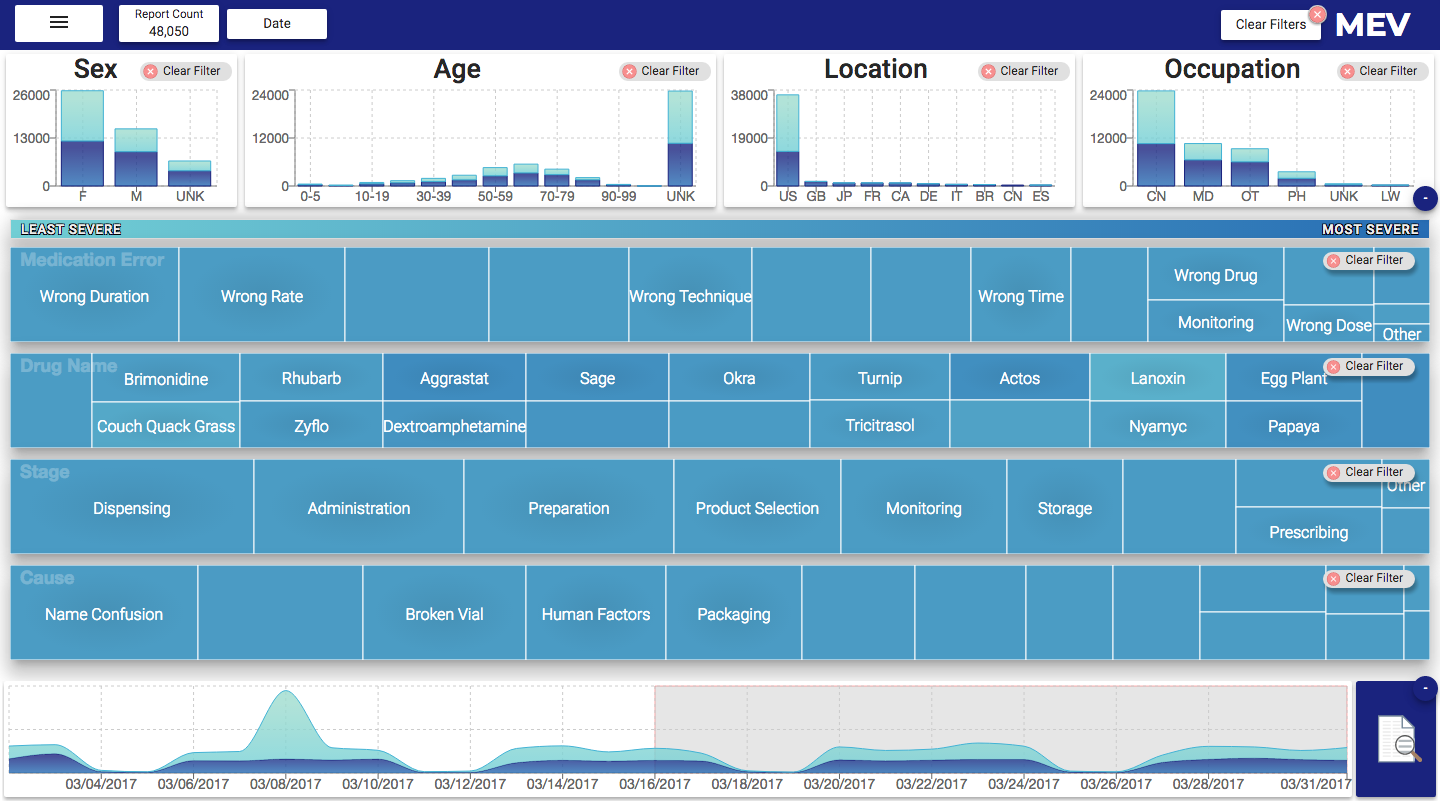 Report Count
48,050
Date
Clear Filters
MEV
Sex
Clear Filter
26000
13000
0
F M UNK
Age
Clear Filter
24000
12000
0
0-5 10-19 30-39 50-59 70-79 90-99 UNK
Location
Clear Filter
38000
19000
0
US GB JP FR CA DE IT BR CN ES
Occupation
Clear Filter
24000
12000
0
CN MD OT PH UNK LW
-
LEAST SEVERE MOST SEVERE
Medication Error
Clear Filter
Wrong Duration
Wrong Rate
Wrong Technique
Wrong Time
Wrong Drug
Monitoring
Wrong Dose
Other
Drug Name
Clear Filter
Brimonidine
Rhubarb
Aggrastat
Sage
Okra
Turnip
Actos
Lanoxin
Egg Plant
Couch Quack Grass
Zyflo
Dextroamphetamine
Tricitrasol
Nyamyc
Papaya
Stage
Clear Filter
Dispensing
Administration
Preparation
Product Selection
Monitoring
Storage
Other
Prescribing
Cause
Clear Filter
Name Confusion
Broken Vial
Human Factors
Packaging
-
03/04/2017 03/06/2017 03/08/2017 03/10/2017 03/12/2017 03/14/2017 03/16/2017 03/18/2017 03/20/2017 03/22/2017 03/24/2017 03/26/2017 03/28/2017 03/31/2017